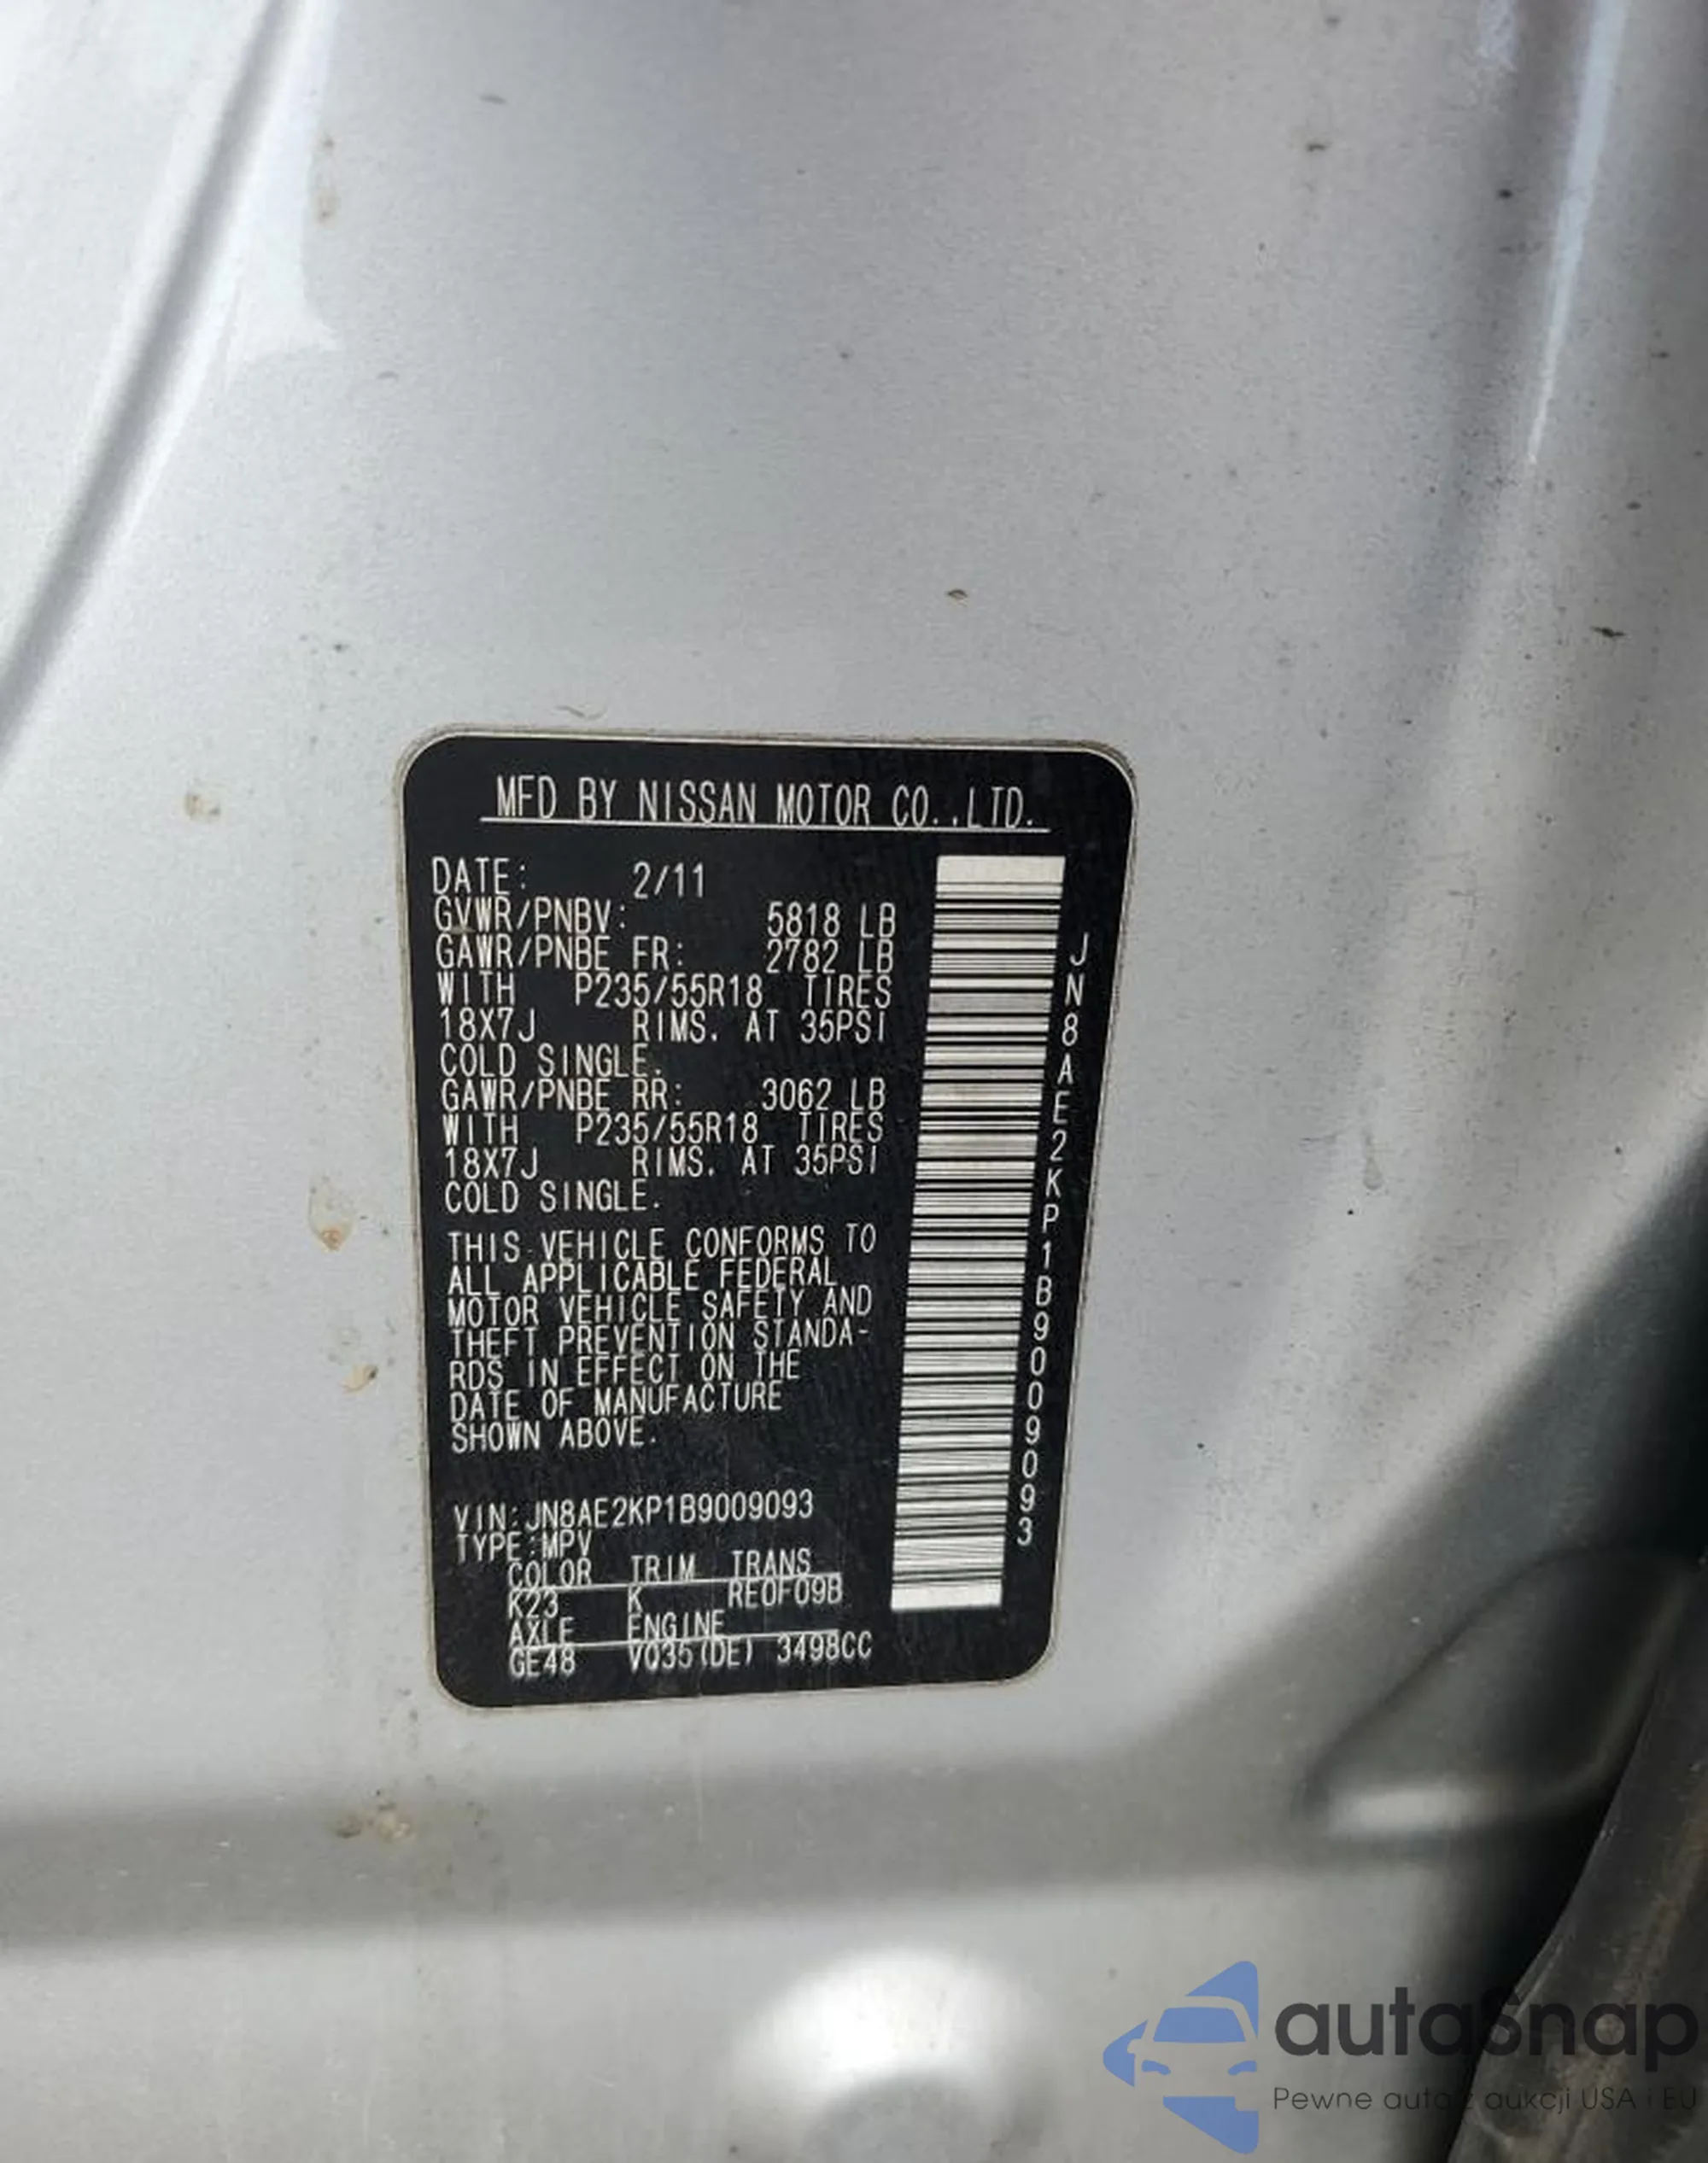 MFD BY NISSAN MOTOR CO.,LTD.
DATE: 2/11
GVWR/PNBV: 5818 LB
GAWR/PNBE FR: 2782 LB
WITH P235/55R18 TIRES
18X7J RIMS. AT 35PSI
COLD SINGLE.
GAWR/PNBE RR: 3062 LB
WITH P235/55R18 TIRES
18X7J RIMS. AT 35PSI
COLD SINGLE.
THIS VEHICLE CONFORMS TO
ALL APPLICABLE FEDERAL
MOTOR VEHICLE SAFETY AND
THEFT PREVENTION STANDA-
RDS IN EFFECT ON THE
DATE OF MANUFACTURE
SHOWN ABOVE.
VIN:JN8AE2KP1B9009093
TYPE:MPV
COLOR TRIM TRANS
K23 K RE0F09B
AXLE ENGINE
GE48 VQ35(DE) 3498CC
JN8AE2KP1B9009093
autaSnap
Pewne auta z aukcji USA i EU